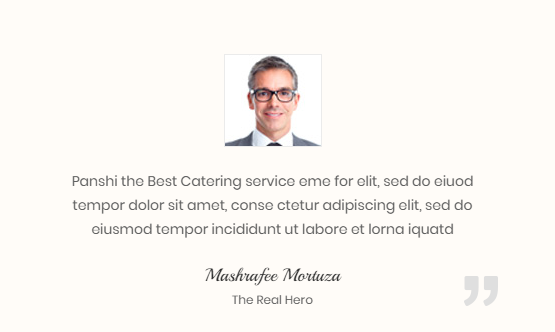 Panshi the Best Catering service eme for elit, sed do eiuod
tempor dolor sit amet, conse ctetur adipiscing elit, sed do
eiusmod tempor incididunt ut labore et lorna iquatd
Mashrafee Mortuza
The Real Hero
”